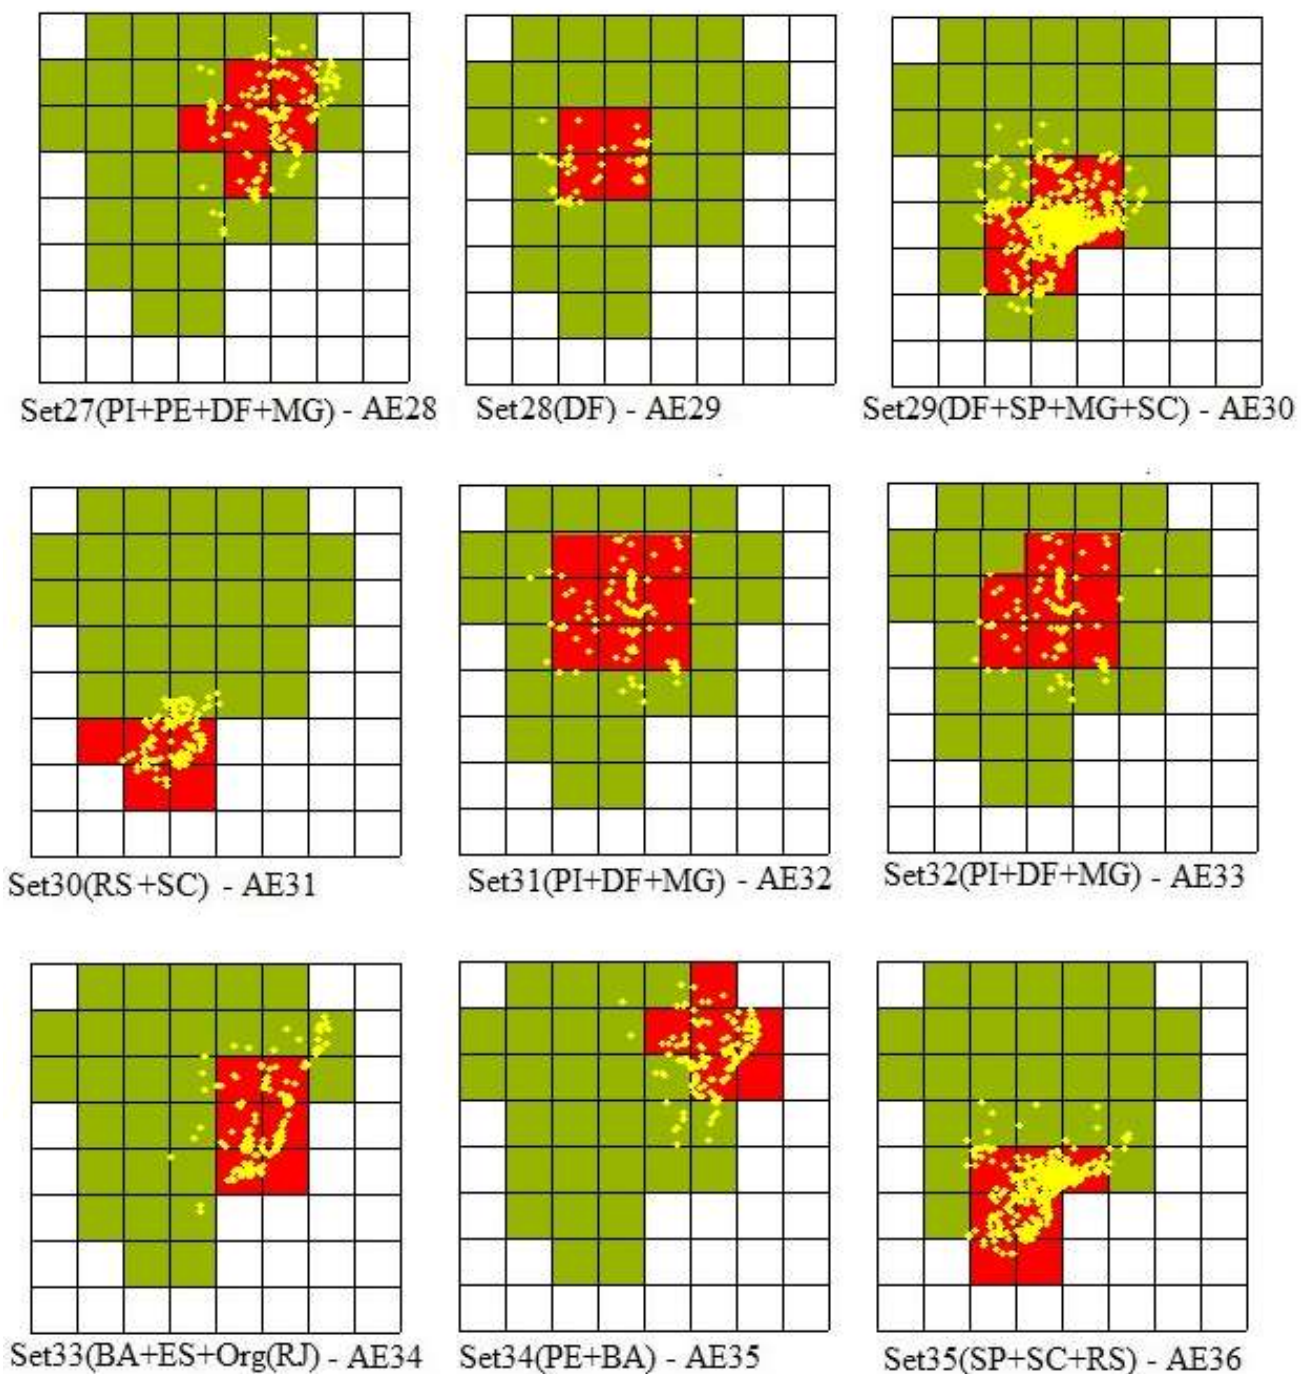 Set27(PI+PE+DF+MG) - AE28
Set28(DF) - AE29
Set29(DF+SP+MG+SC) - AE30
Set30(RS+SC) - AE31
Set31(PI+DF+MG) - AE32
Set32(PI+DF+MG) - AE33
Set33(BA+ES+Org(RJ) - AE34
Set34(PE+BA) - AE35
Set35(SP+SC+RS) - AE36